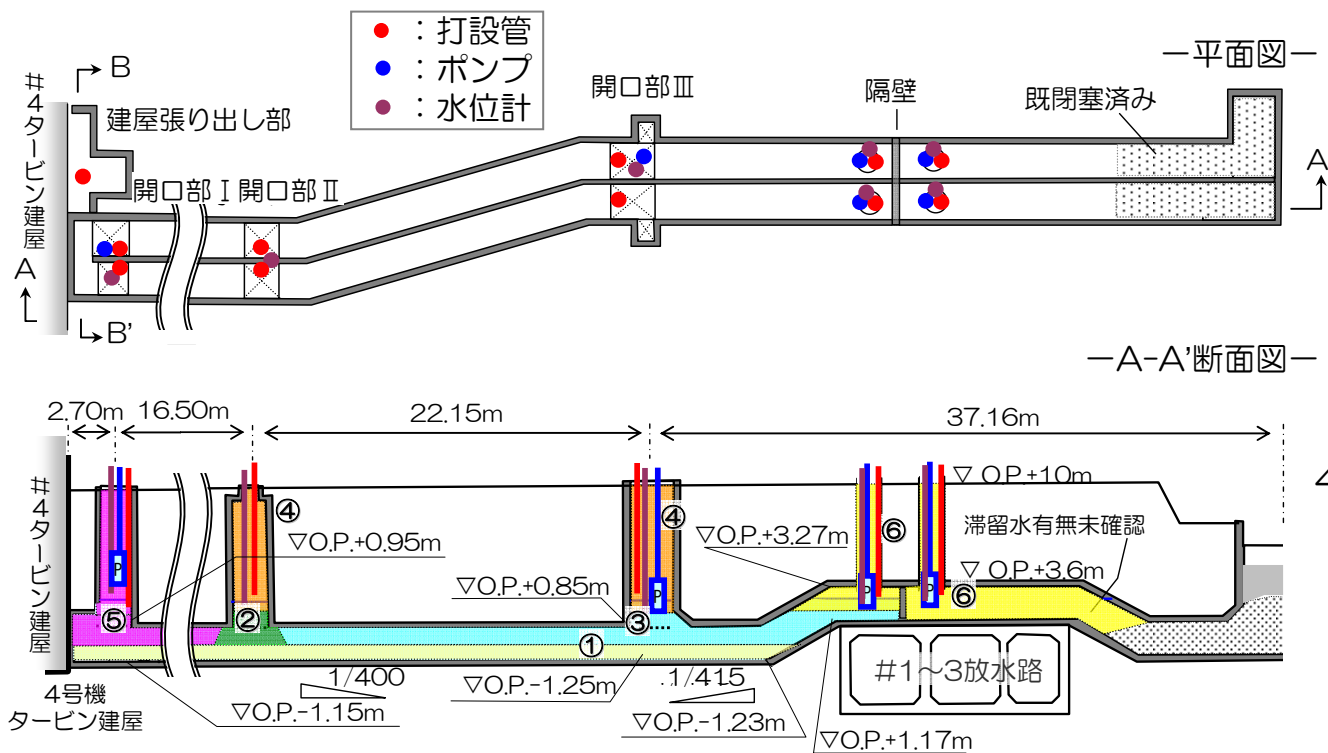 ：打設管
：ポンプ
：水位計
ー平面図ー
B
#4タービン建屋
建屋張り出し部
開口部Ⅲ
隔壁
既閉塞済み
開口部Ⅰ
開口部Ⅱ
A
A
B'
ーA-A'断面図ー
2.70m
16.50m
22.15m
37.16m
#4タービン建屋
▽O.P.+10m
④
④
⑥
滞留水有無未確認
▽O.P.+0.95m
▽O.P.+3.27m
▽O.P.+0.85m
▽O.P.+3.6m
P
P
P
P
⑤
②
③
⑥
①
1/400
▽O.P.-1.25m
1/415
#1～3放水路
4号機
タービン建屋
▽O.P.-1.15m
▽O.P.-1.23m
▽O.P.+1.17m